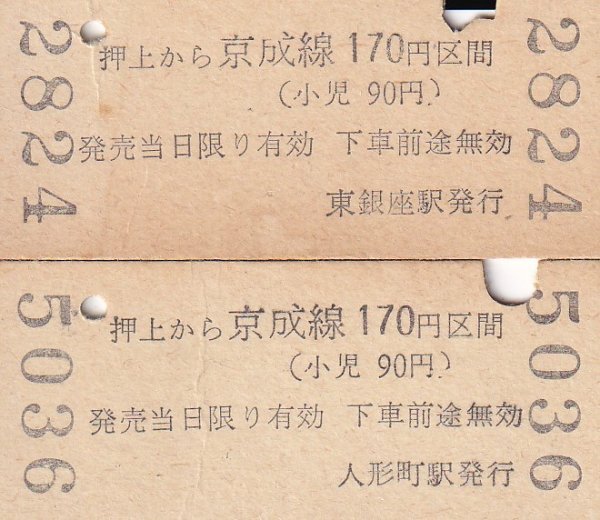 2824
押上から京成線170円区間
(小児 90円)
発売当日限り有効 下車前途無効
東銀座駅発行
2824
5036
押上から京成線170円区間
(小児 90円)
発売当日限り有効 下車前途無効
人形町駅発行
5036